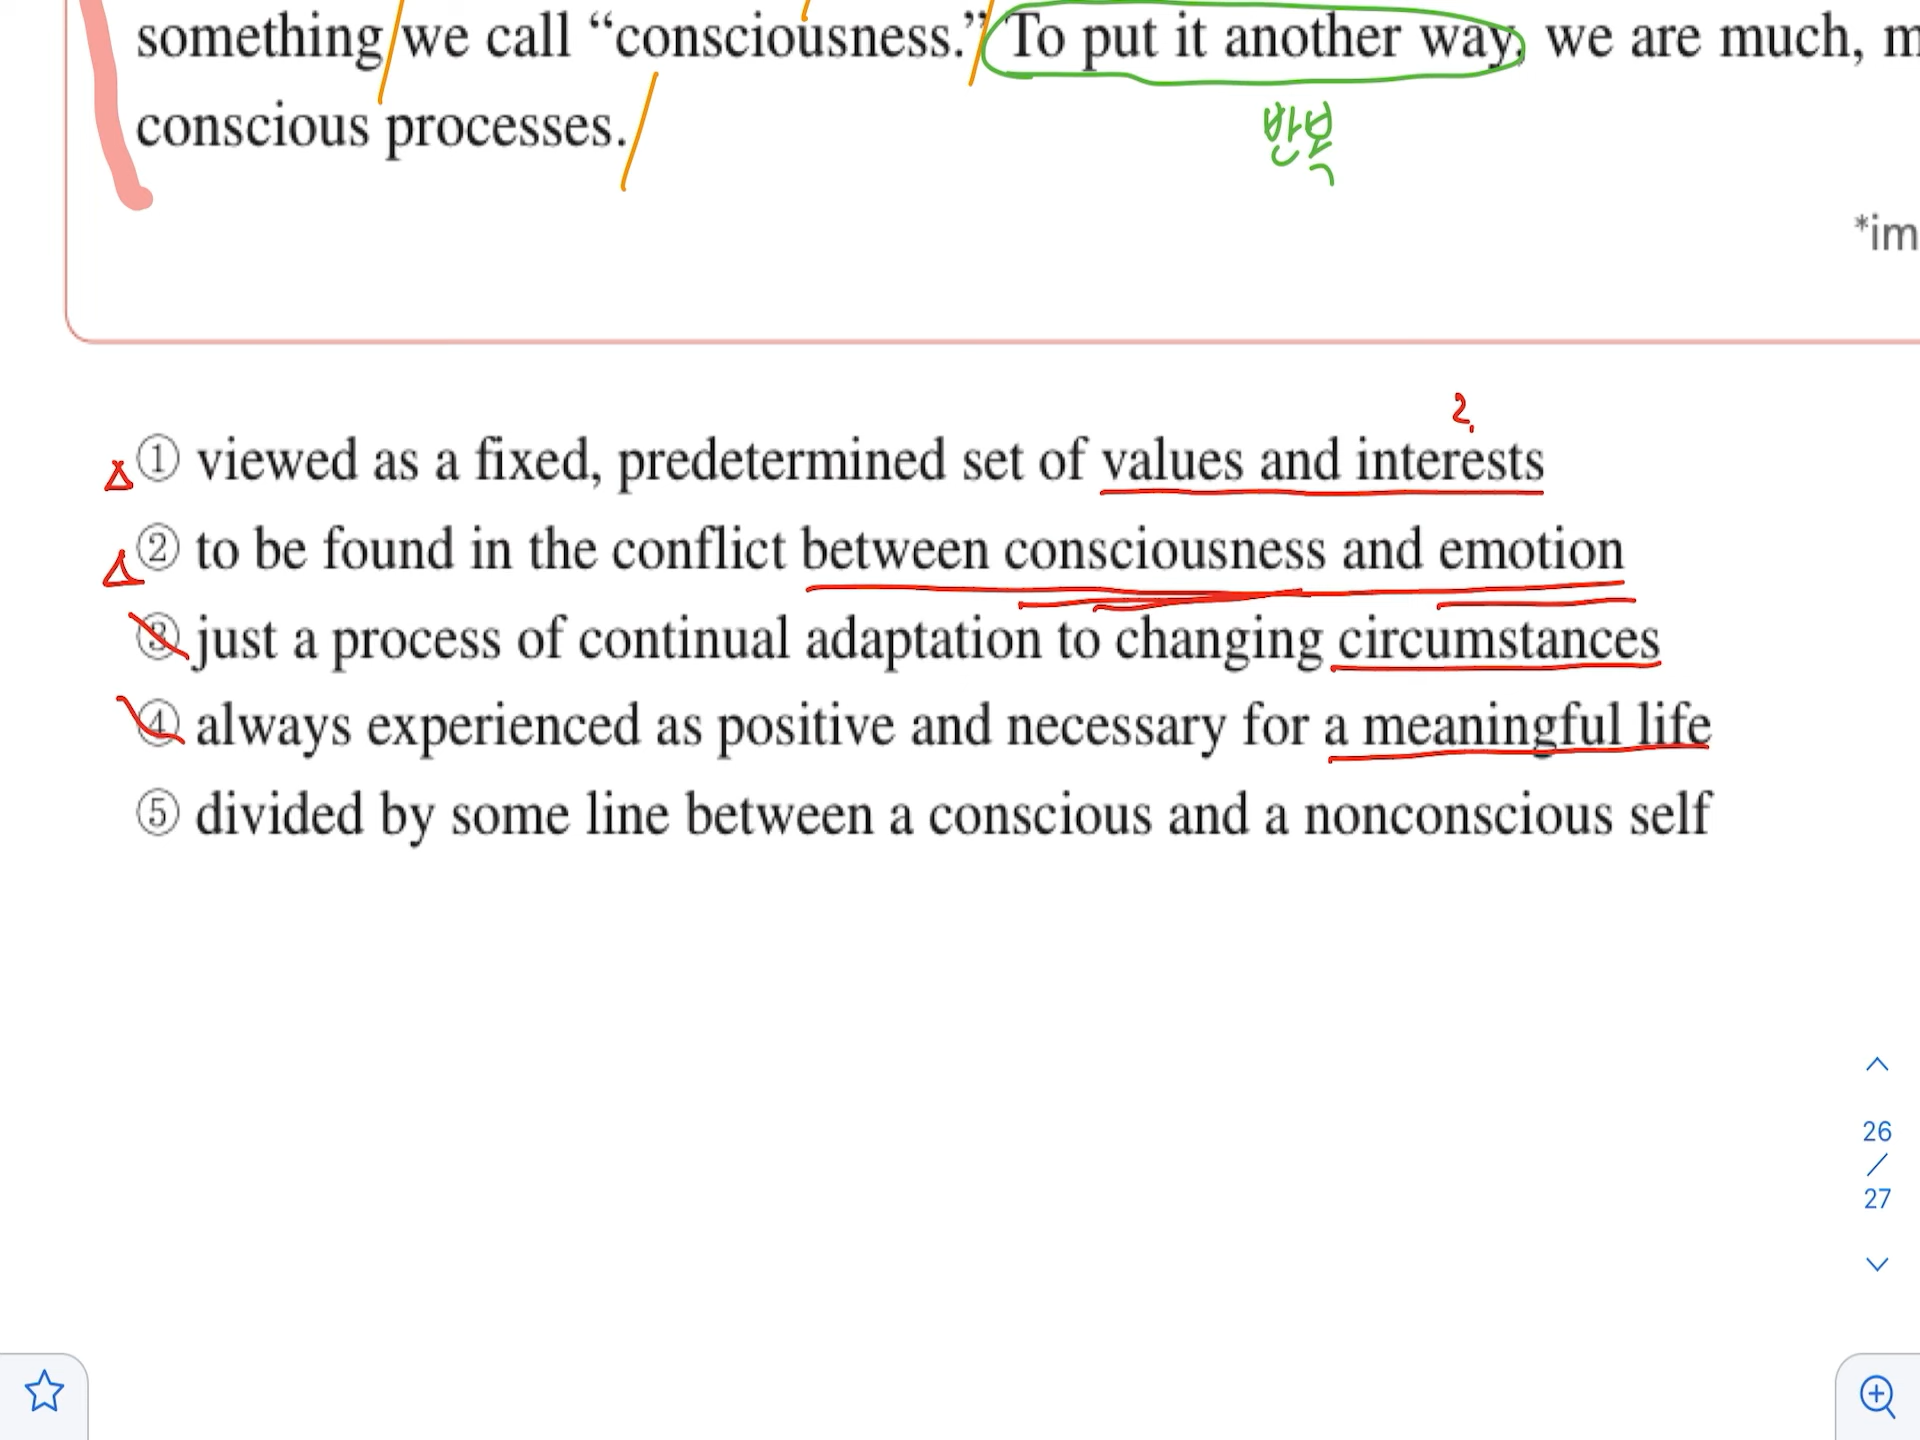 something we call “consciousness.” To put it another way, we are much,
conscious processes.
반복
*im
2
① viewed as a fixed, predetermined set of values and interests
② to be found in the conflict between consciousness and emotion
③ just a process of continual adaptation to changing circumstances
④ always experienced as positive and necessary for a meaningful life
⑤ divided by some line between a conscious and a nonconscious self
26
/
27